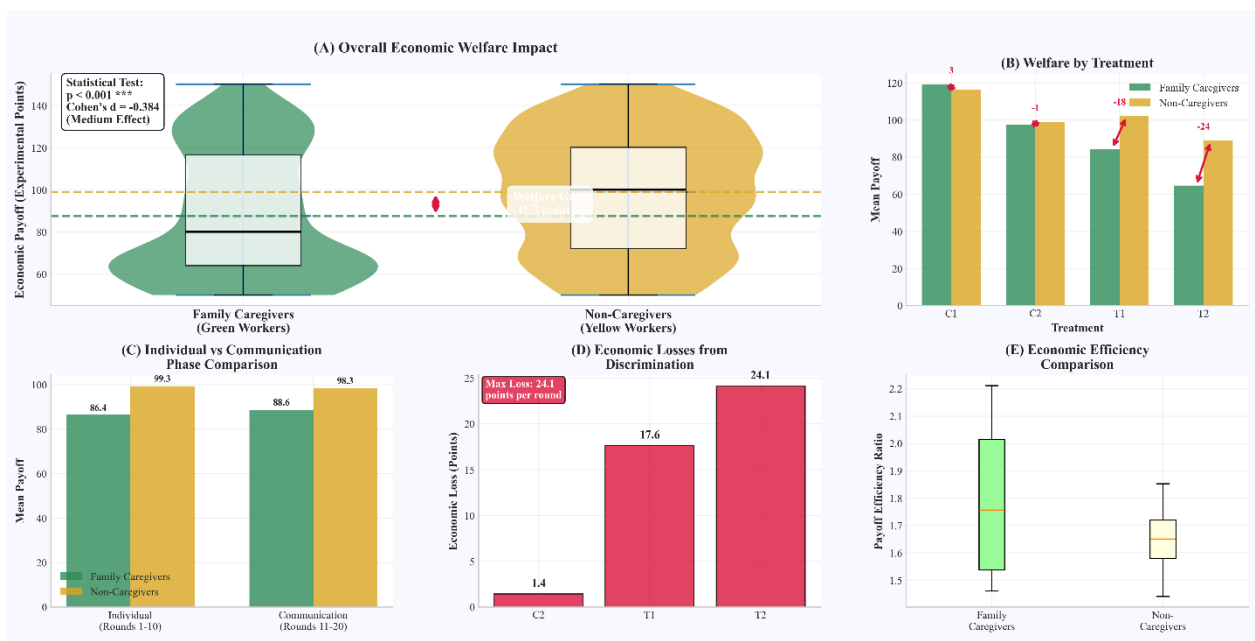 (A) Overall Economic Welfare Impact
Economic Payoff (Experimental Points)
140
120
100
80
60
Statistical Test:
p < 0.001 ***
Cohen's d = -0.384
(Medium Effect)
Welfare
-11.3 point
Family Caregivers
(Green Workers)
Non-Caregivers
(Yellow Workers)
(B) Welfare by Treatment
Mean Payoff
120
100
80
60
40
20
0
3
-1
-18
-24
Family Caregivers
Non-Caregivers
C1
C2
T1
T2
Treatment
(C) Individual vs Communication
Phase Comparison
Mean Payoff
100
80
60
40
20
0
86.4
99.3
88.6
98.3
Family Caregivers
Non-Caregivers
Individual
(Rounds 1-10)
Communication
(Rounds 11-20)
(D) Economic Losses from
Discrimination
Economic Loss (Points)
25
20
15
10
5
0
Max Loss: 24.1
points per round
1.4
17.6
24.1
C2
T1
T2
(E) Economic Efficiency
Comparison
Payoff Efficiency Ratio
2.2
2.1
2.0
1.9
1.8
1.7
1.6
1.5
Family
Caregivers
Non-
Caregivers